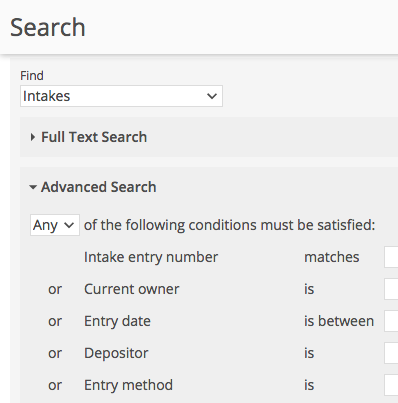 Search
Find
Intakes
Full Text Search
Advanced Search
Any of the following conditions must be satisfied:
Intake entry number matches
or Current owner is
or Entry date is between
or Depositor is
or Entry method is